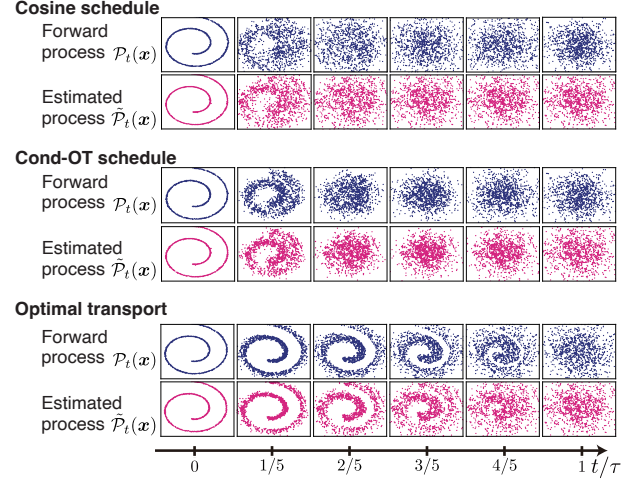 Cosine schedule
Forward
process 𝒫ₜ(𝒙)
Estimated
process 𝒫̃ₜ(𝒙)
Cond-OT schedule
Forward
process 𝒫ₜ(𝒙)
Estimated
process 𝒫̃ₜ(𝒙)
Optimal transport
Forward
process 𝒫ₜ(𝒙)
Estimated
process 𝒫̃ₜ(𝒙)
0 1/5 2/5 3/5 4/5 1 t/τ